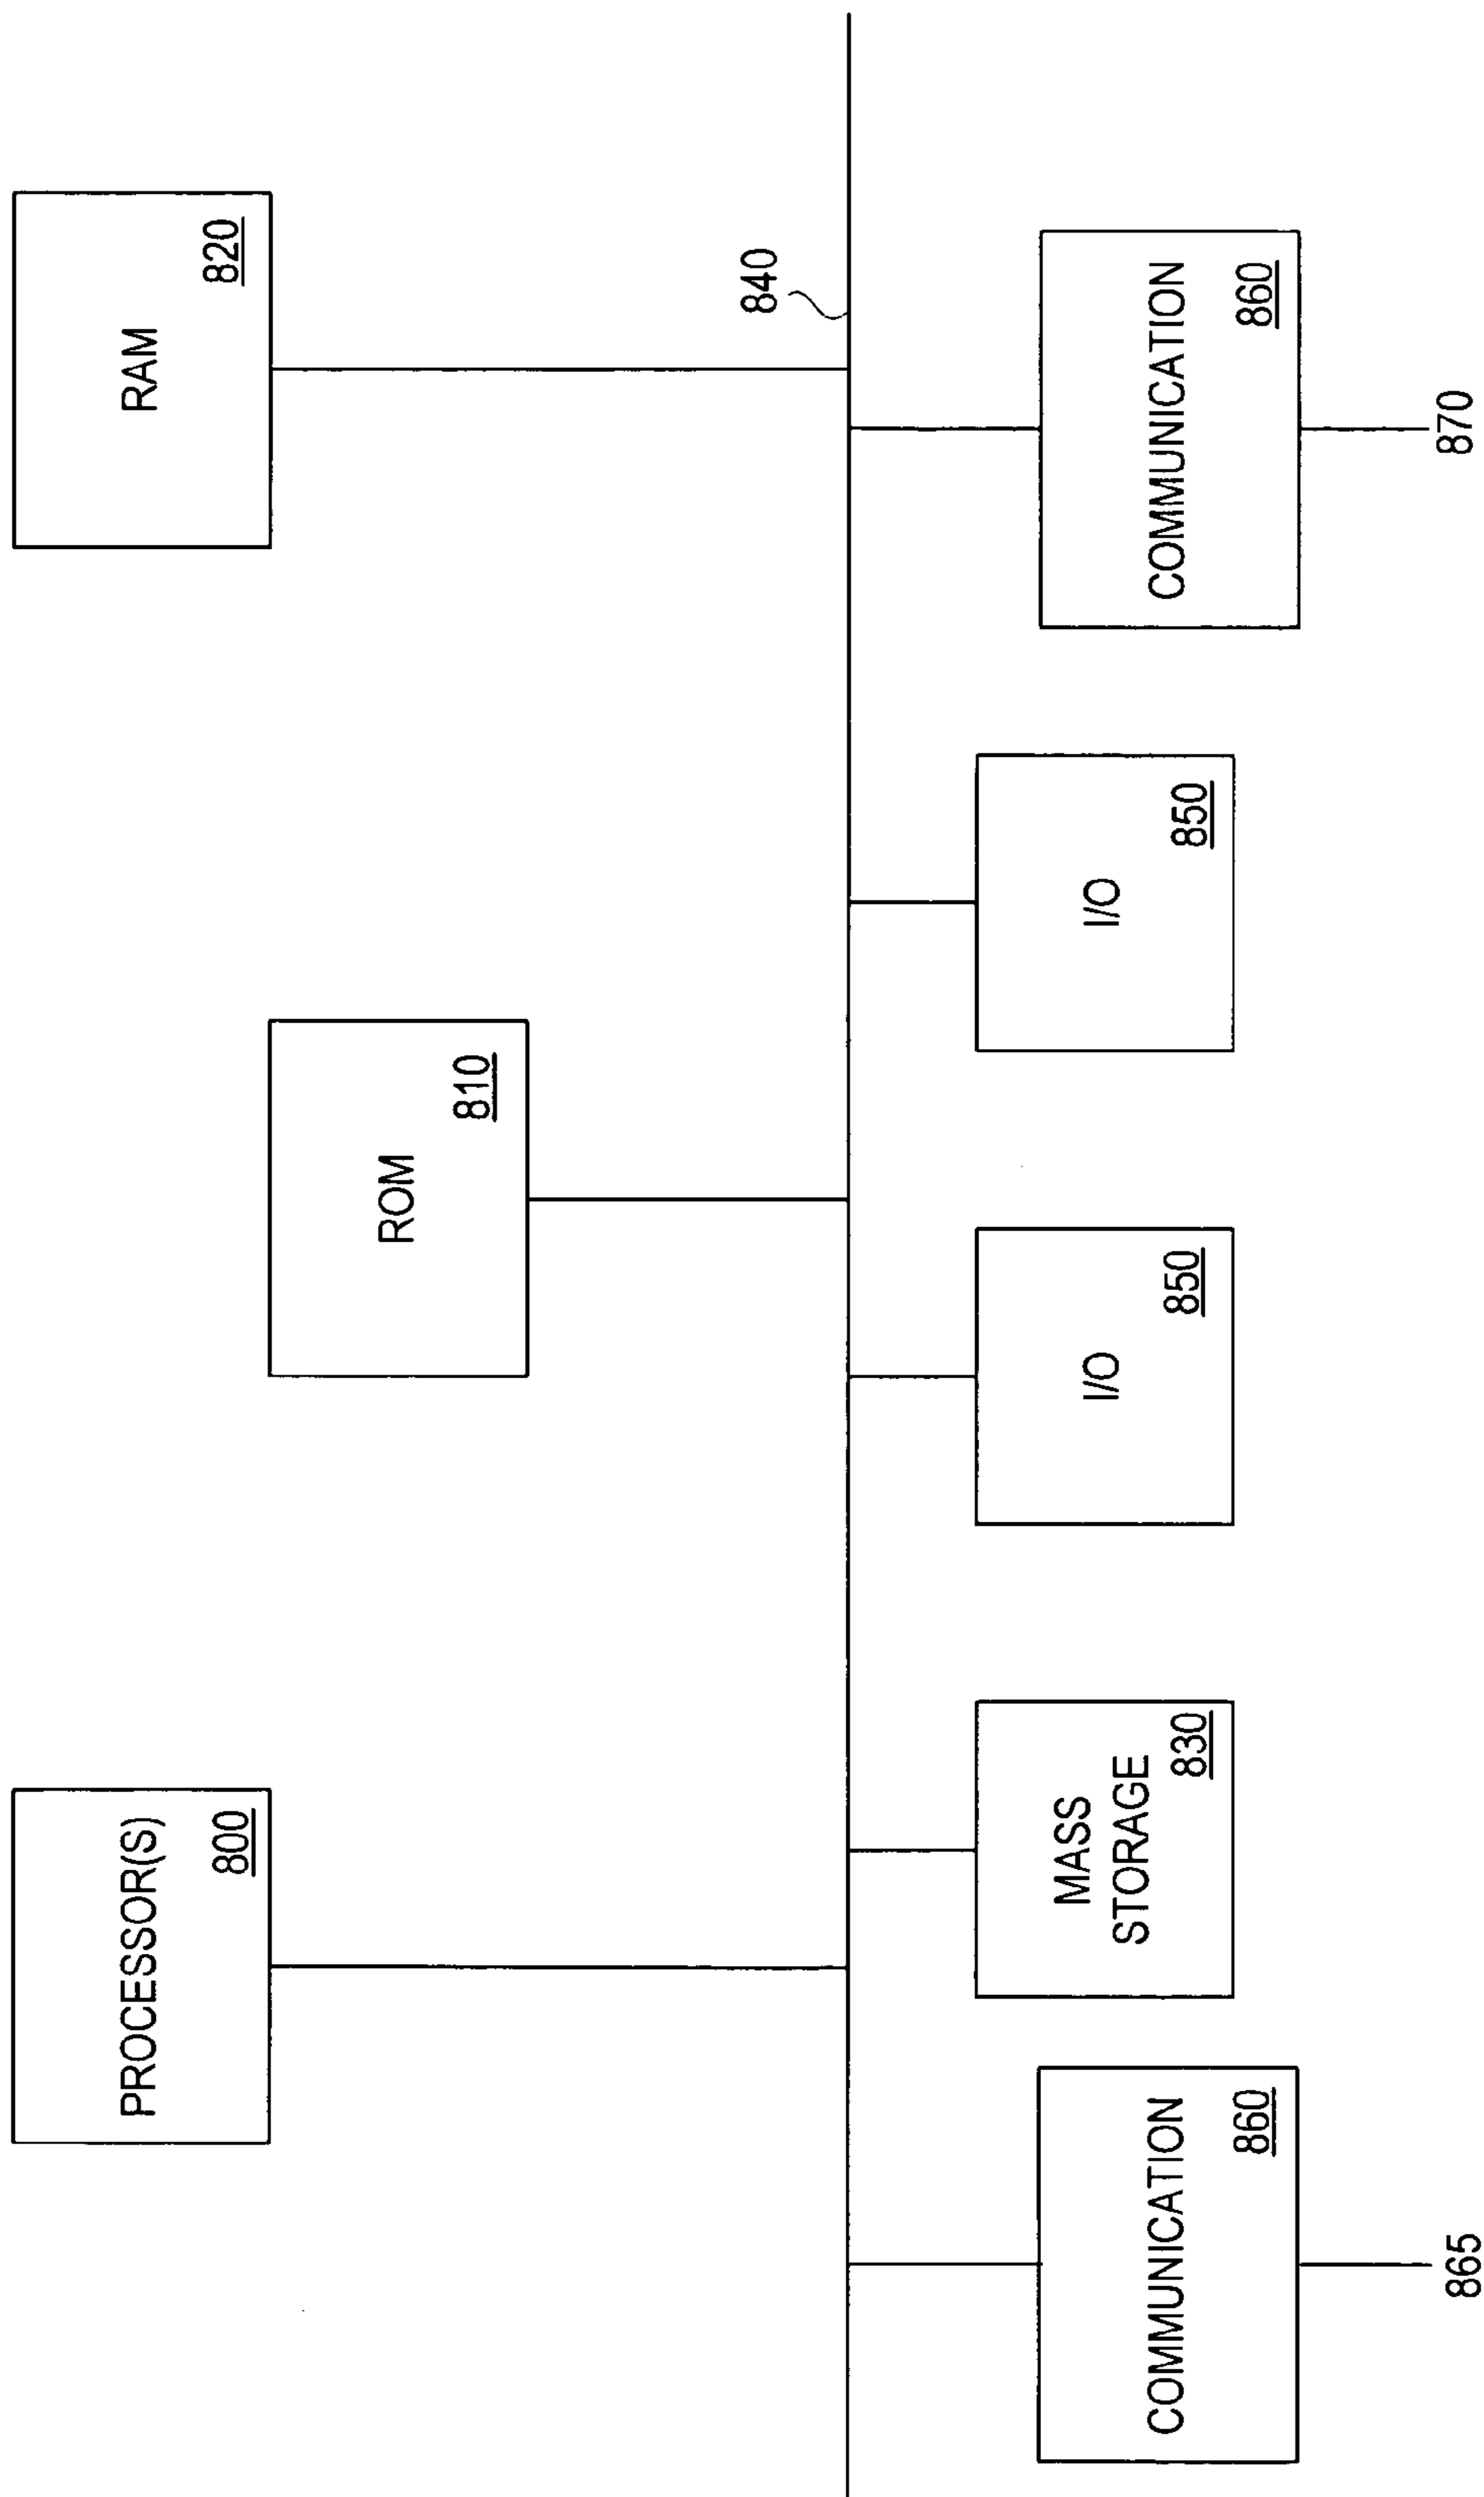 PROCESSOR(S)
800
ROM
810
RAM
820
840
COMMUNICATION
860
865
MASS
STORAGE
830
I/O
850
I/O
850
COMMUNICATION
860
870